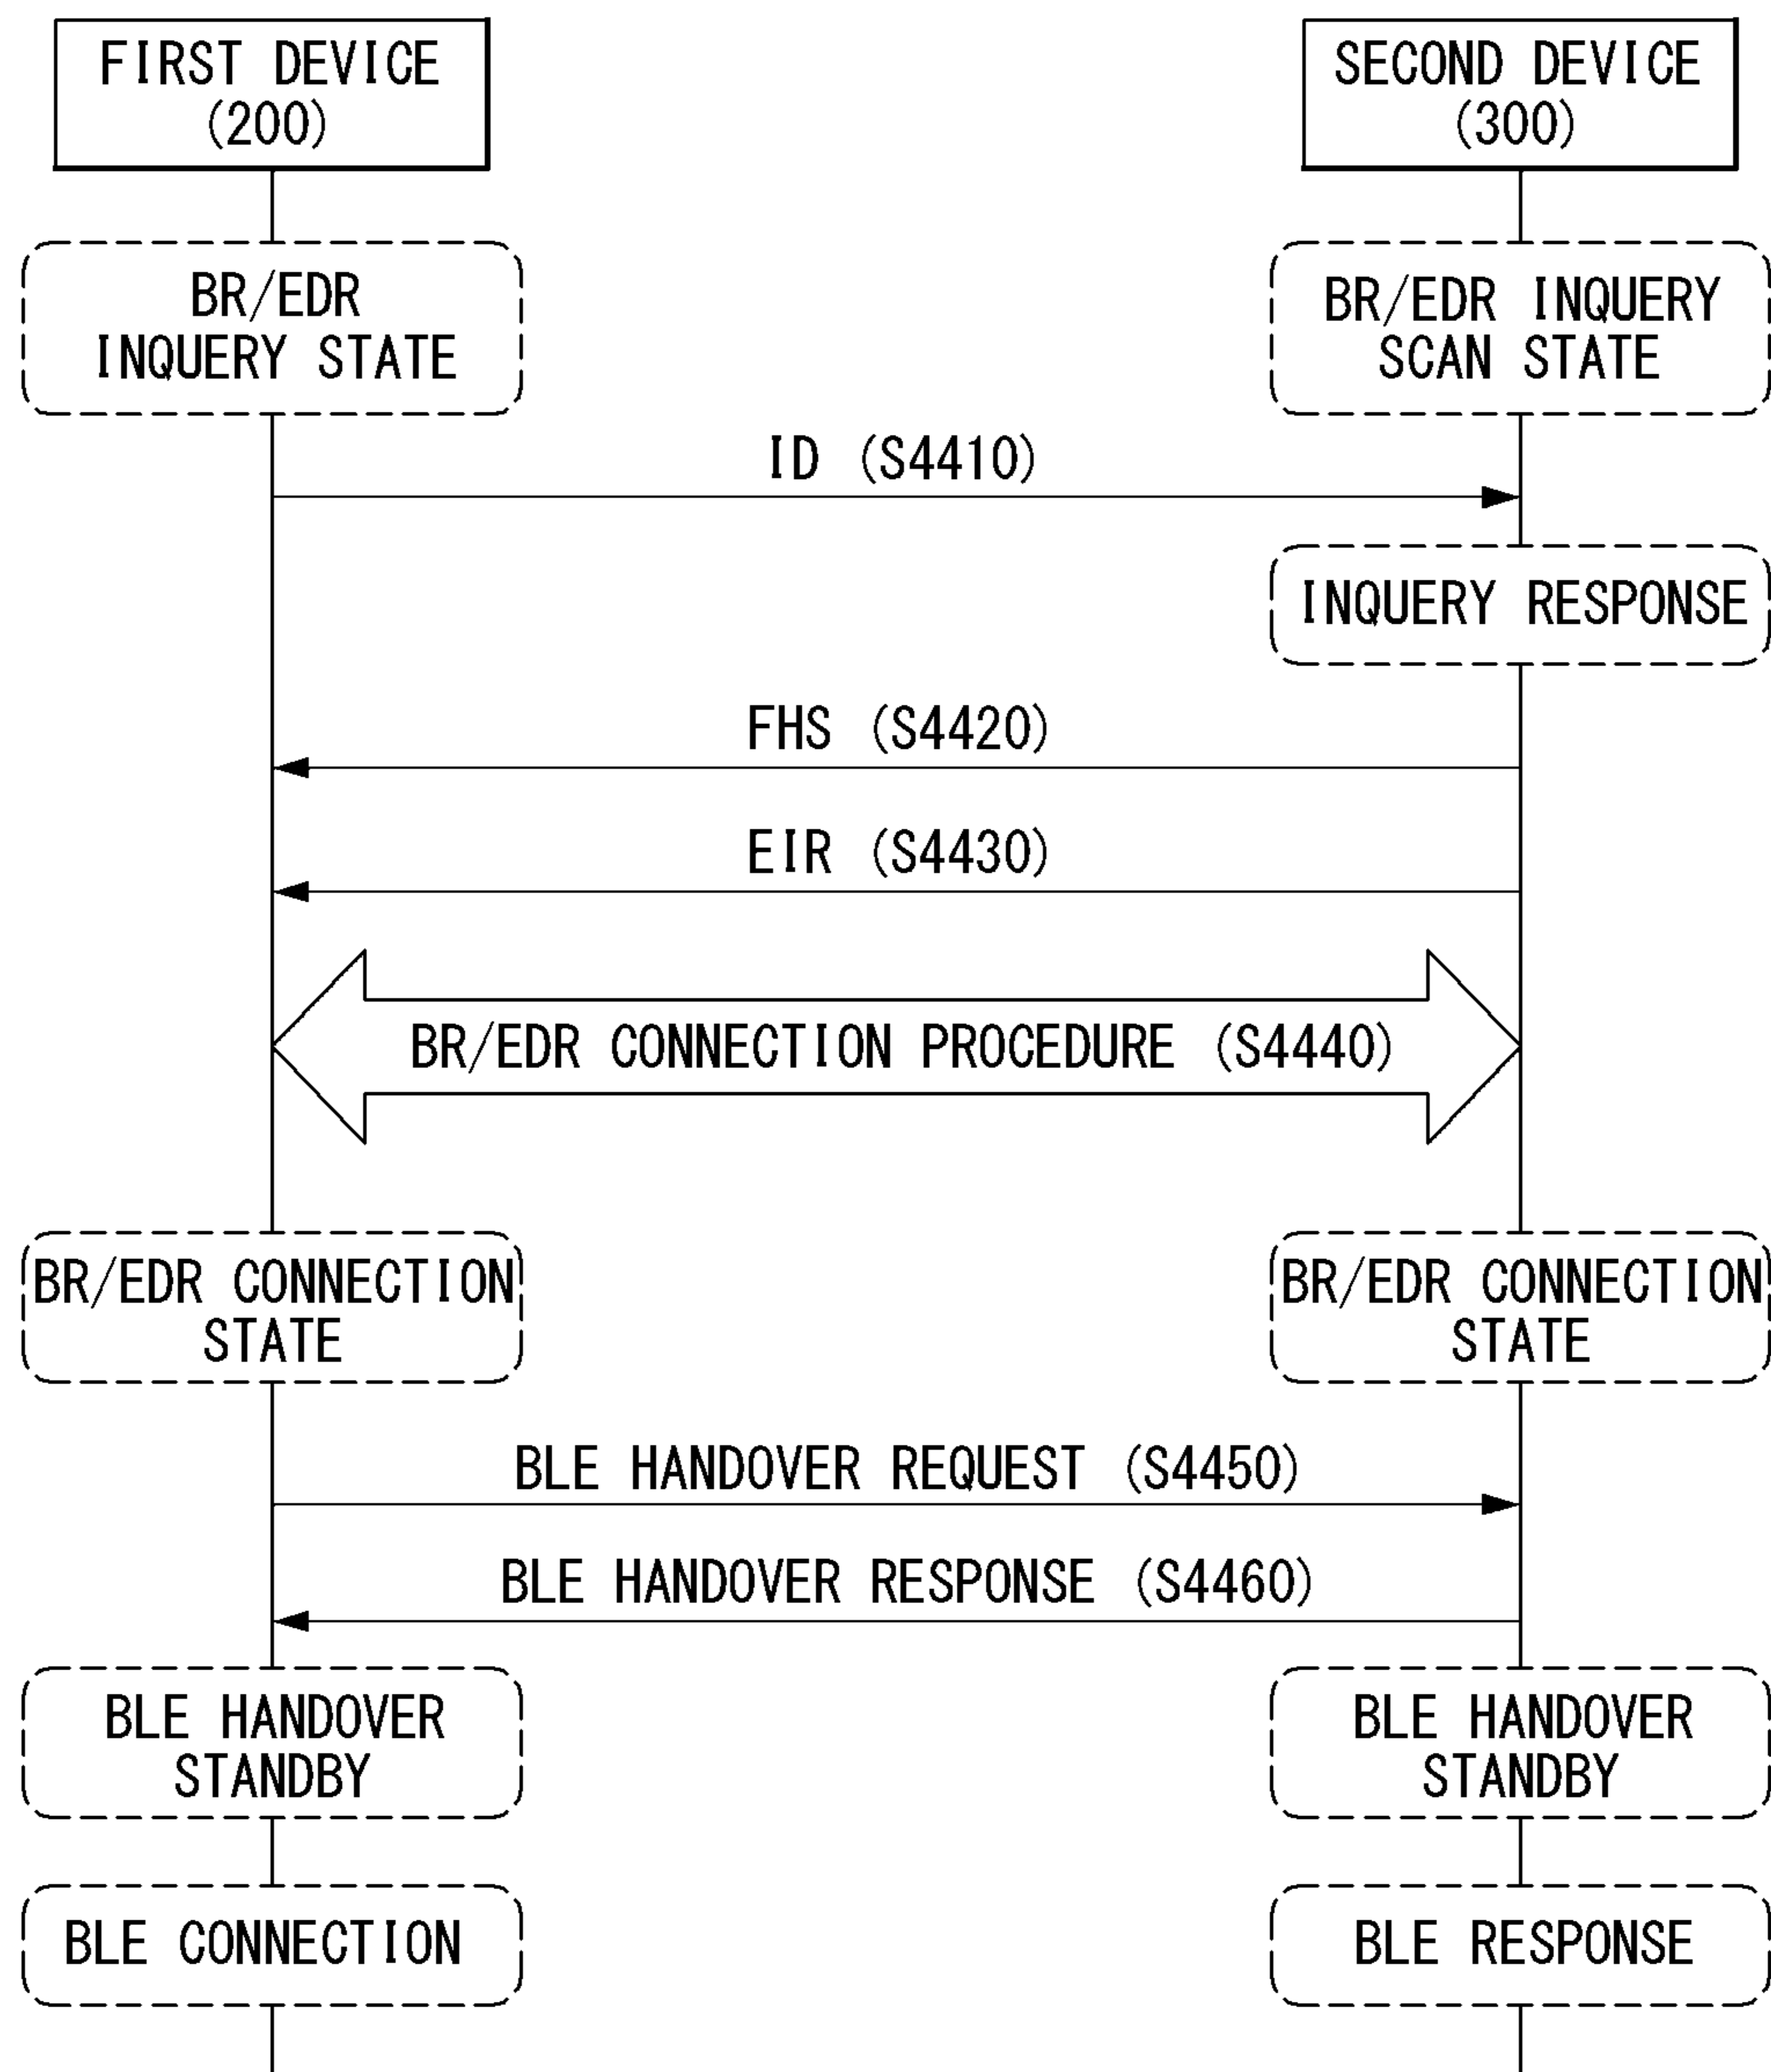 FIRST DEVICE
(200)
SECOND DEVICE
(300)
BR/EDR
INQUERY STATE
BR/EDR INQUERY
SCAN STATE
ID (S4410)
INQUERY RESPONSE
FHS (S4420)
EIR (S4430)
BR/EDR CONNECTION PROCEDURE (S4440)
BR/EDR CONNECTION
STATE
BR/EDR CONNECTION
STATE
BLE HANDOVER REQUEST (S4450)
BLE HANDOVER RESPONSE (S4460)
BLE HANDOVER
STANDBY
BLE HANDOVER
STANDBY
BLE CONNECTION
BLE RESPONSE